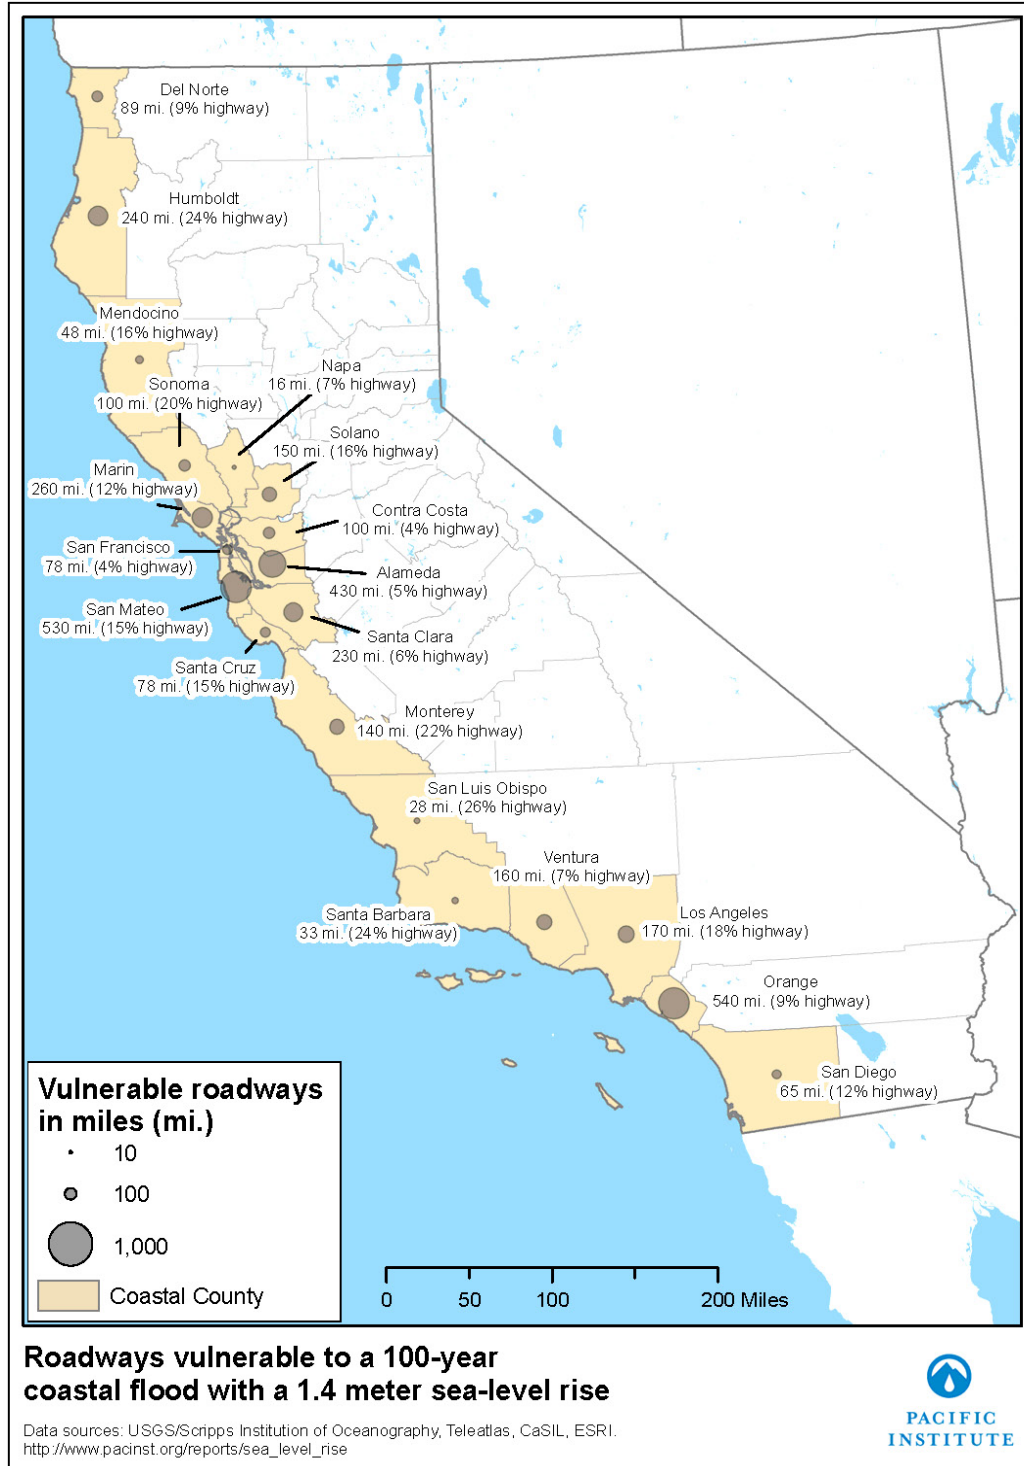 Del Norte
89 mi. (9% highway)
Humboldt
240 mi. (24% highway)
Mendocino
48 mi. (16% highway)
Napa
16 mi. (7% highway)
Sonoma
100 mi. (20% highway)
Solano
150 mi. (16% highway)
Marin
260 mi. (12% highway)
Contra Costa
100 mi. (4% highway)
San Francisco
78 mi. (4% highway)
Alameda
430 mi. (5% highway)
San Mateo
530 mi. (15% highway)
Santa Clara
230 mi. (6% highway)
Santa Cruz
78 mi. (15% highway)
Monterey
140 mi. (22% highway)
San Luis Obispo
28 mi. (26% highway)
Ventura
160 mi. (7% highway)
Santa Barbara
33 mi. (24% highway)
Los Angeles
170 mi. (18% highway)
Orange
540 mi. (9% highway)
San Diego
65 mi. (12% highway)
Vulnerable roadways
in miles (mi.)
10
100
1,000
Coastal County
0 50 100 200 Miles
Roadways vulnerable to a 100-year
coastal flood with a 1.4 meter sea-level rise
Data sources: USGS/Scripps Institution of Oceanography, Teleatlas, CaSIL, ESRI.
http://www.pacinst.org/reports/sea_level_rise
PACIFIC
INSTITUTE